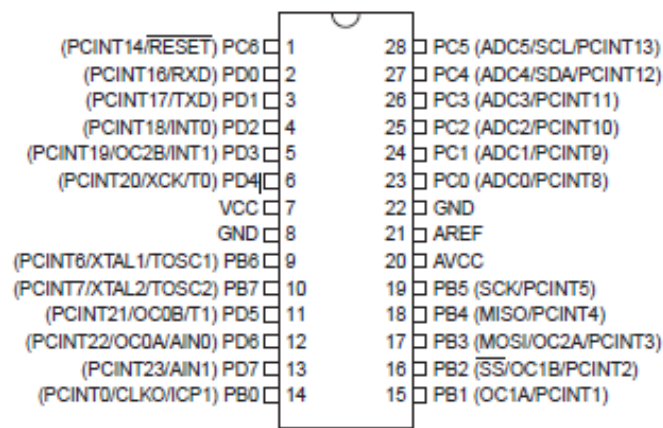 (PCINT14/RESET) PC6 1 28 PC5 (ADC5/SCL/PCINT13)
(PCINT16/RXD) PD0 2 27 PC4 (ADC4/SDA/PCINT12)
(PCINT17/TXD) PD1 3 26 PC3 (ADC3/PCINT11)
(PCINT18/INT0) PD2 4 25 PC2 (ADC2/PCINT10)
(PCINT19/OC2B/INT1) PD3 5 24 PC1 (ADC1/PCINT9)
(PCINT20/XCK/T0) PD4 6 23 PC0 (ADC0/PCINT8)
VCC 7 22 GND
GND 8 21 AREF
(PCINT6/XTAL1/TOSC1) PB6 9 20 AVCC
(PCINT7/XTAL2/TOSC2) PB7 10 19 PB5 (SCK/PCINT5)
(PCINT21/OC0B/T1) PD5 11 18 PB4 (MISO/PCINT4)
(PCINT22/OC0A/AIN0) PD6 12 17 PB3 (MOSI/OC2A/PCINT3)
(PCINT23/AIN1) PD7 13 16 PB2 (SS/OC1B/PCINT2)
(PCINT0/CLKO/ICP1) PB0 14 15 PB1 (OC1A/PCINT1)